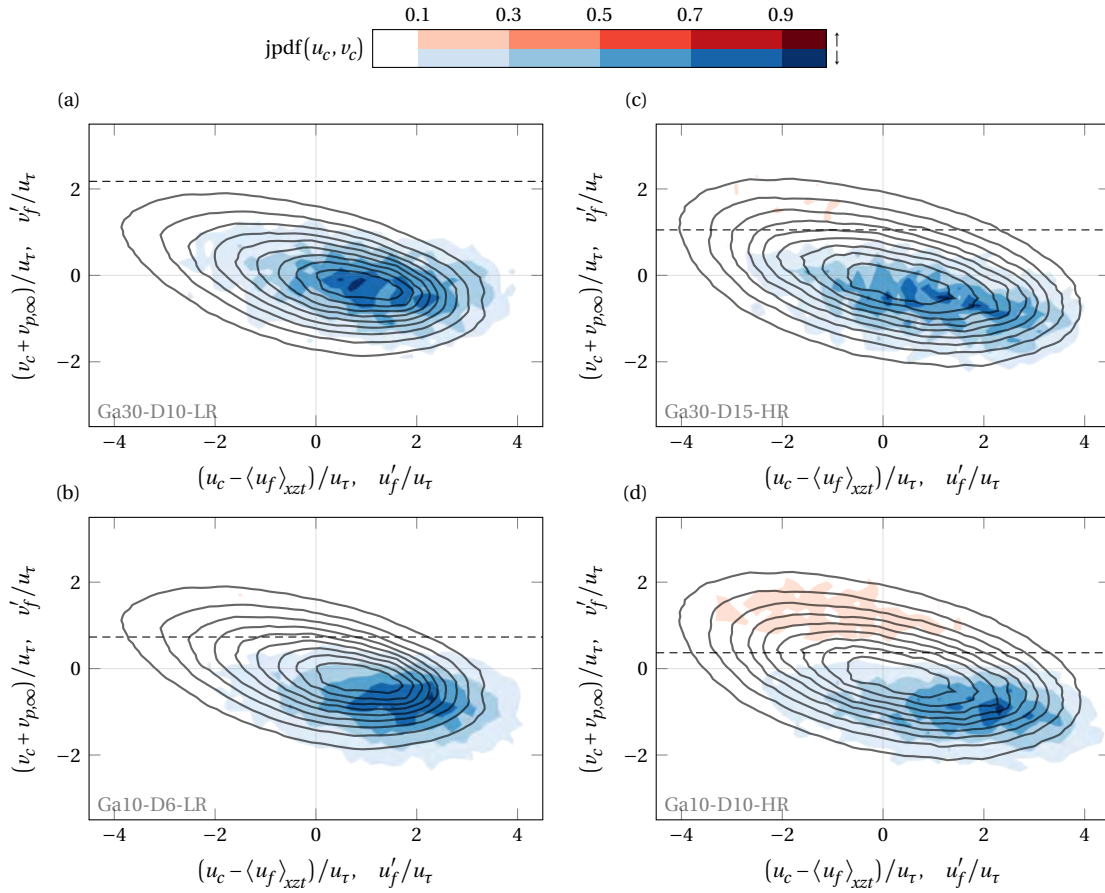 0.1 0.3 0.5 0.7 0.9
jpdf(u_c, v_c) ↑ ↓
(a)
(v_c + v_{p,∞})/u_τ, v′_f/u_τ
2
0
−2
Ga30-D10-LR
−4 −2 0 2 4
(u_c − ⟨u_f⟩_{xzt})/u_τ, u′_f/u_τ
(b)
(v_c + v_{p,∞})/u_τ, v′_f/u_τ
2
0
−2
Ga10-D6-LR
−4 −2 0 2 4
(u_c − ⟨u_f⟩_{xzt})/u_τ, u′_f/u_τ
(c)
(v_c + v_{p,∞})/u_τ, v′_f/u_τ
2
0
−2
Ga30-D15-HR
−4 −2 0 2 4
(u_c − ⟨u_f⟩_{xzt})/u_τ, u′_f/u_τ
(d)
(v_c + v_{p,∞})/u_τ, v′_f/u_τ
2
0
−2
Ga10-D10-HR
−4 −2 0 2 4
(u_c − ⟨u_f⟩_{xzt})/u_τ, u′_f/u_τ